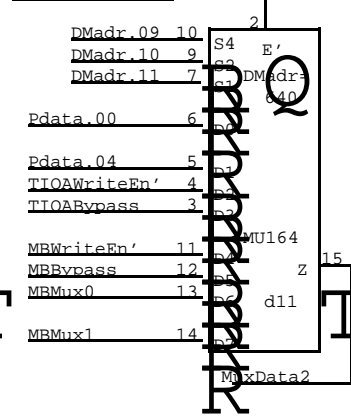 2
DMadr.09 10 S4 E'
DMadr.10 9 S2 DMadr=
DMadr.11 7 S1 640
Q
Pdata.00 6 D0
Pdata.04 5 D1
TIOAWriteEn' 4 D2
TIOABypass 3 D3
MU164
MBWriteEn' 11 D4
Z 15
MBBypass 12 D5
MBMux0 13 D6 d11
MBMux1 14 D7
MuxData2